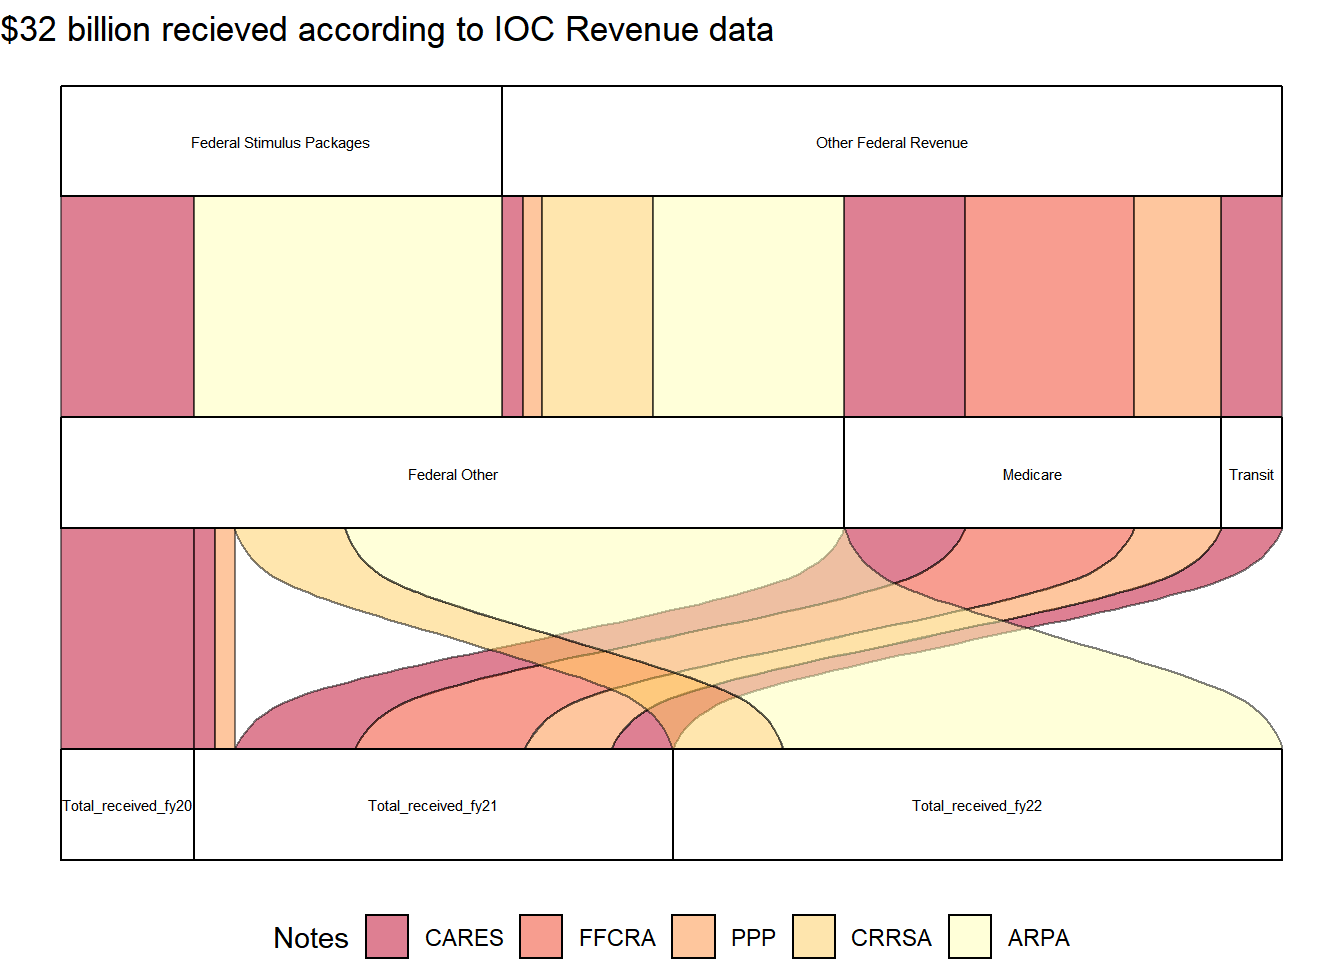 $32 billion recieved according to IOC Revenue data
Federal Stimulus Packages
Other Federal Revenue
Federal Other
Medicare
Transit
Total_received_fy20
Total_received_fy21
Total_received_fy22
Notes
CARES
FFCRA
PPP
CRRSA
ARPA